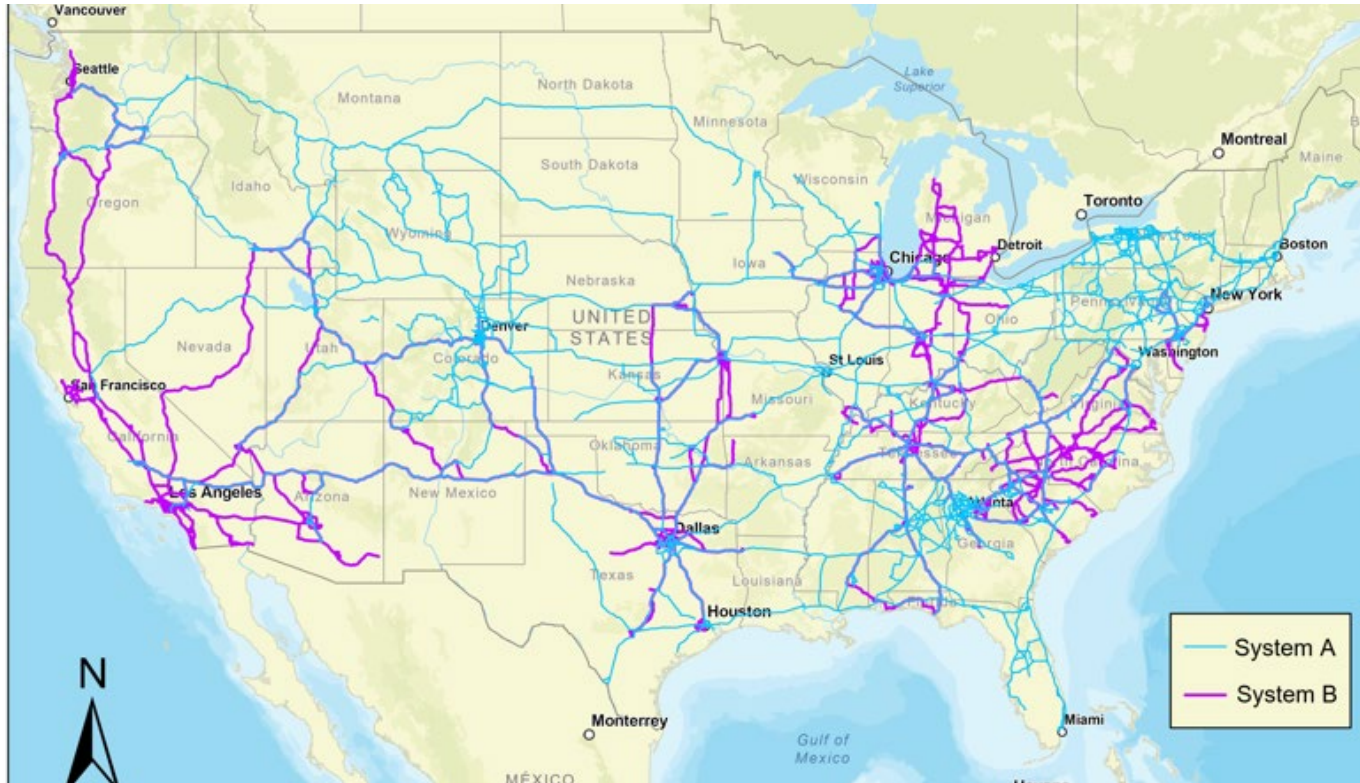 Vancouver
Seattle
Montana
North Dakota
Lake
Superior
Minnesota
Montreal
Maine
South Dakota
Wisconsin
Toronto
Idaho
Oregon
Michigan
Wyoming
Detroit
Boston
Chicago
Iowa
Nebraska
New York
UNITED
STATES
Denver
Ohio
Nevada
Utah
Colorado
St Louis
Washington
San Francisco
Kansas
Missouri
Kentucky
Virginia
California
Oklahoma
Tennessee
Arkansas
Los Angeles
Arizona
New Mexico
Atlanta
Dallas
Georgia
Texas
Louisiana
Houston
System A
System B
N
Monterrey
Miami
Gulf of
Mexico
MÉXICO